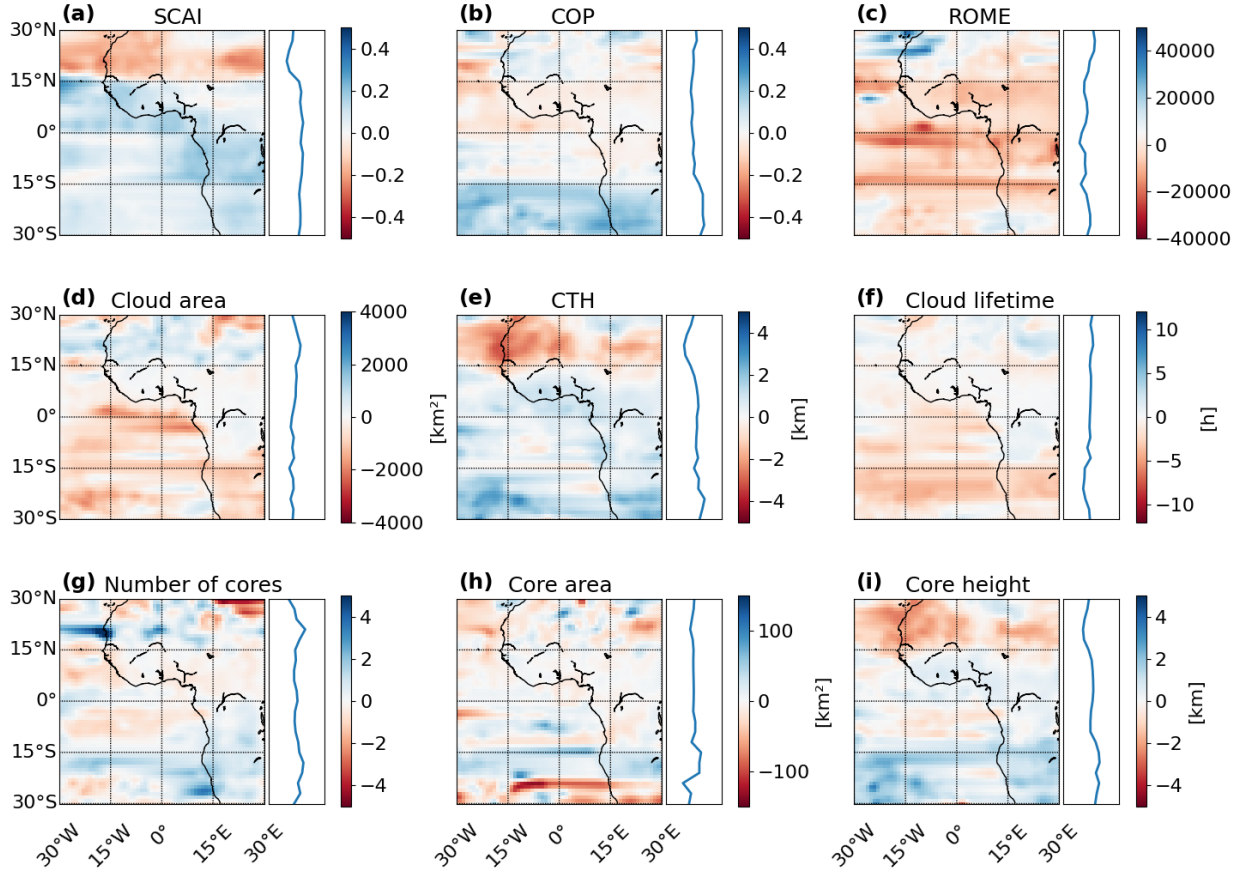 (a) SCAI
30°N
15°N
0°
15°S
30°S
0.4
0.2
0.0
−0.2
−0.4
(b) COP
0.4
0.2
0.0
−0.2
−0.4
(c) ROME
40000
20000
0
−20000
−40000
(d) Cloud area
30°N
15°N
0°
15°S
30°S
4000
2000
0
−2000
−4000
[km²]
(e) CTH
4
2
0
−2
−4
[km]
(f) Cloud lifetime
10
5
0
−5
−10
[h]
(g) Number of cores
30°N
15°N
0°
15°S
30°S
30°W
15°W
0°
15°E
30°E
4
2
0
−2
−4
(h) Core area
30°W
15°W
0°
15°E
30°E
100
0
−100
[km²]
(i) Core height
30°W
15°W
0°
15°E
30°E
4
2
0
−2
−4
[km]